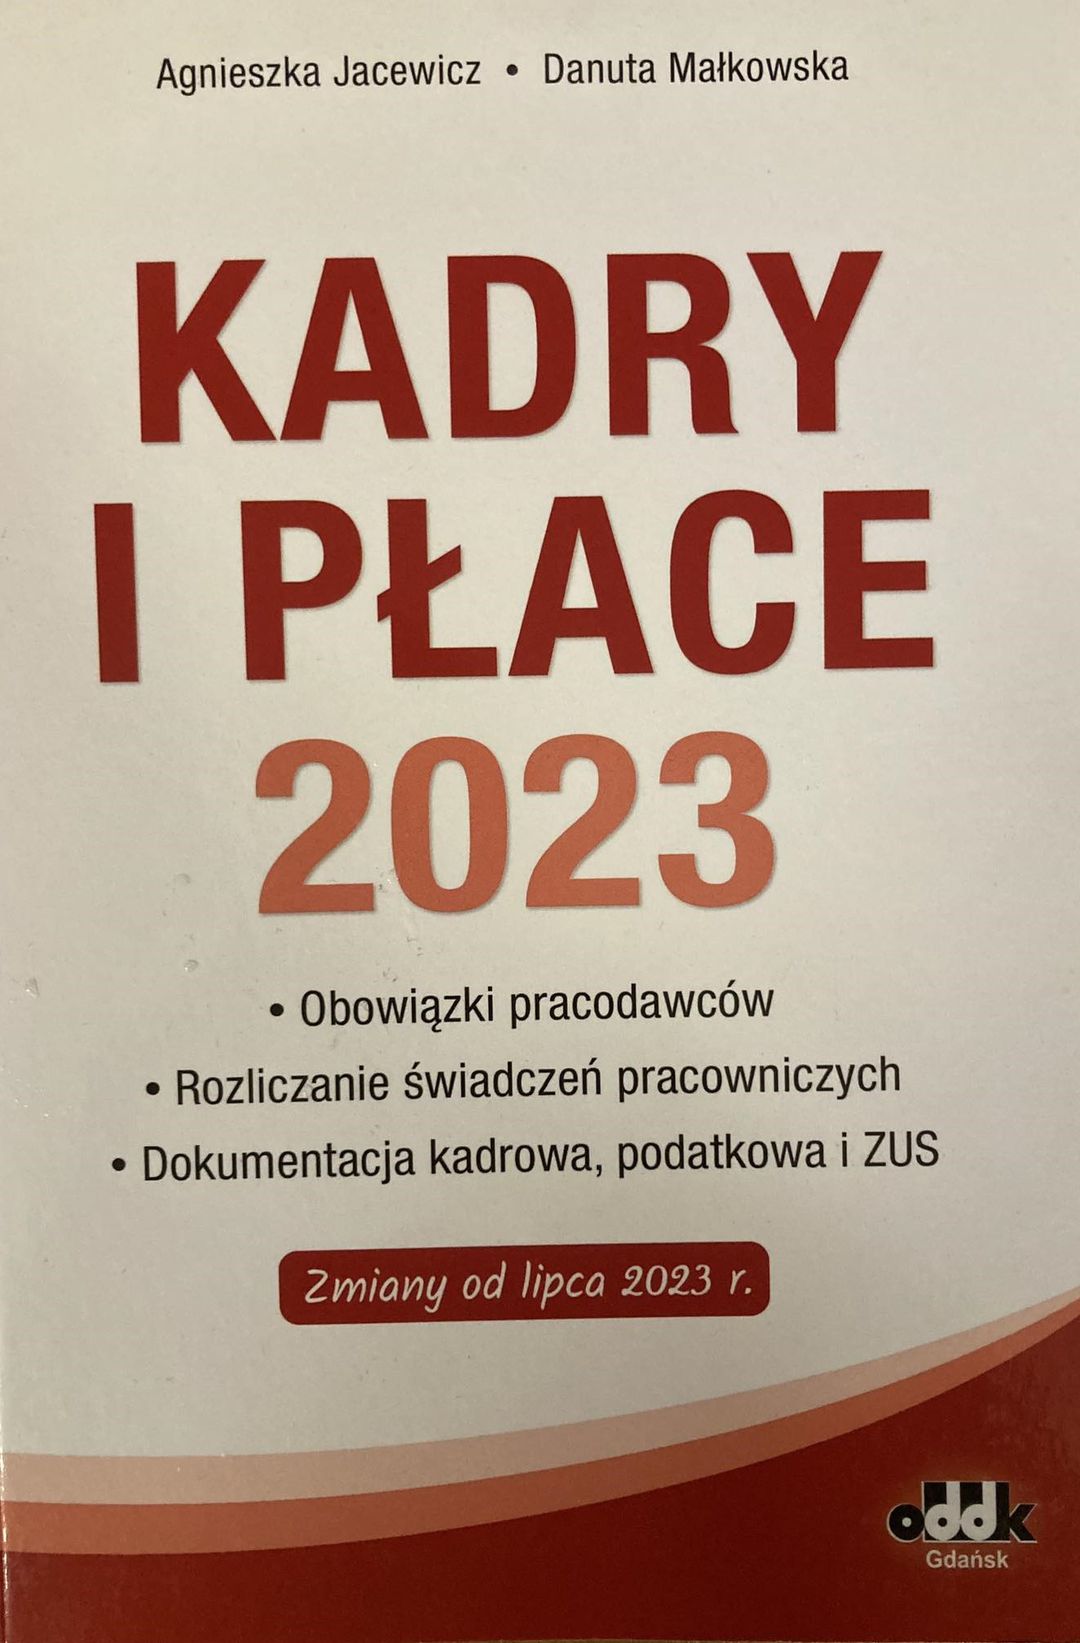 Agnieszka Jacewicz • Danuta Małkowska
KADRY
I PŁACE
2023
• Obowiązki pracodawców
• Rozliczanie świadczeń pracowniczych
• Dokumentacja kadrowa, podatkowa i ZUS
Zmiany od lipca 2023 r.
oddk
Gdańsk